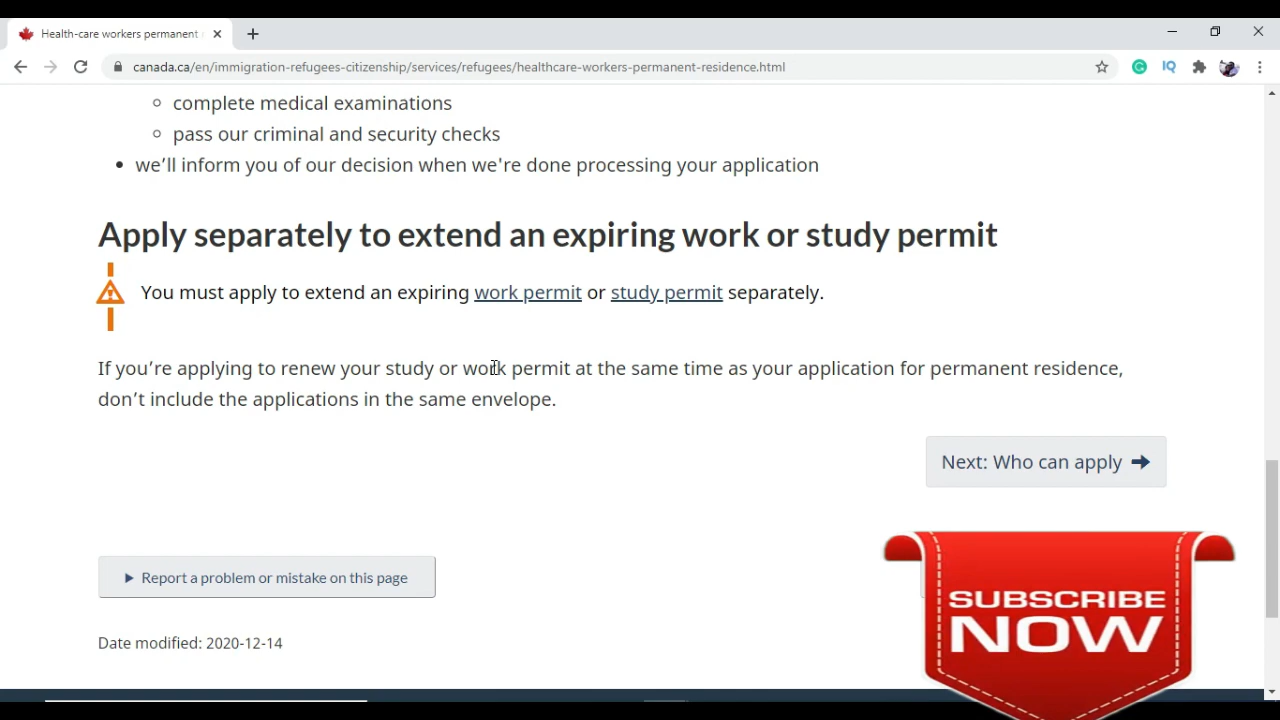 Health-care workers permanent
canada.ca/en/immigration-refugees-citizenship/services/refugees/healthcare-workers-permanent-residence.html
IQ
complete medical examinations
pass our criminal and security checks
we’ll inform you of our decision when we're done processing your application
Apply separately to extend an expiring work or study permit
You must apply to extend an expiring work permit or study permit separately.
If you’re applying to renew your study or work permit at the same time as your application for permanent residence,
don’t include the applications in the same envelope.
Next: Who can apply
Report a problem or mistake on this page
SUBSCRIBE
NOW
Date modified: 2020-12-14